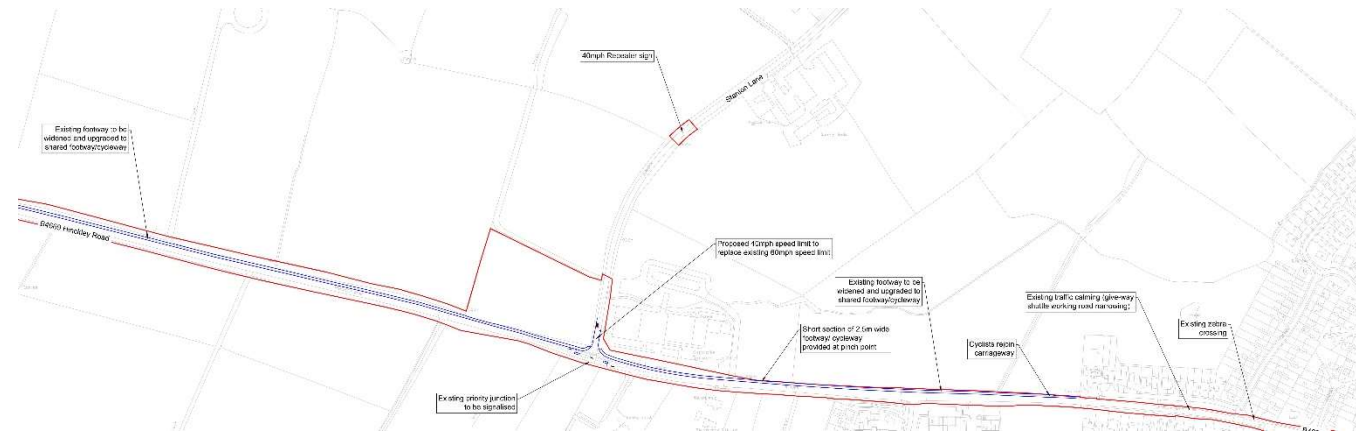 40mph Repeater sign
Stanton Lane
Existing footway to be
widened and upgraded to
shared footway/cycleway
B4669 Hinckley Road
Proposed 40mph speed limit to
replace existing 60mph speed limit
Existing footway to be
widened and upgraded to
shared footway/cycleway
Existing traffic calming (give-way
shuttle working road narrowing)
Existing zebra
crossing
Short section of 2.5m wide
footway/ cycleway
provided at pinch point
Cyclists rejoin
carriageway
Existing priority junction
to be signalised